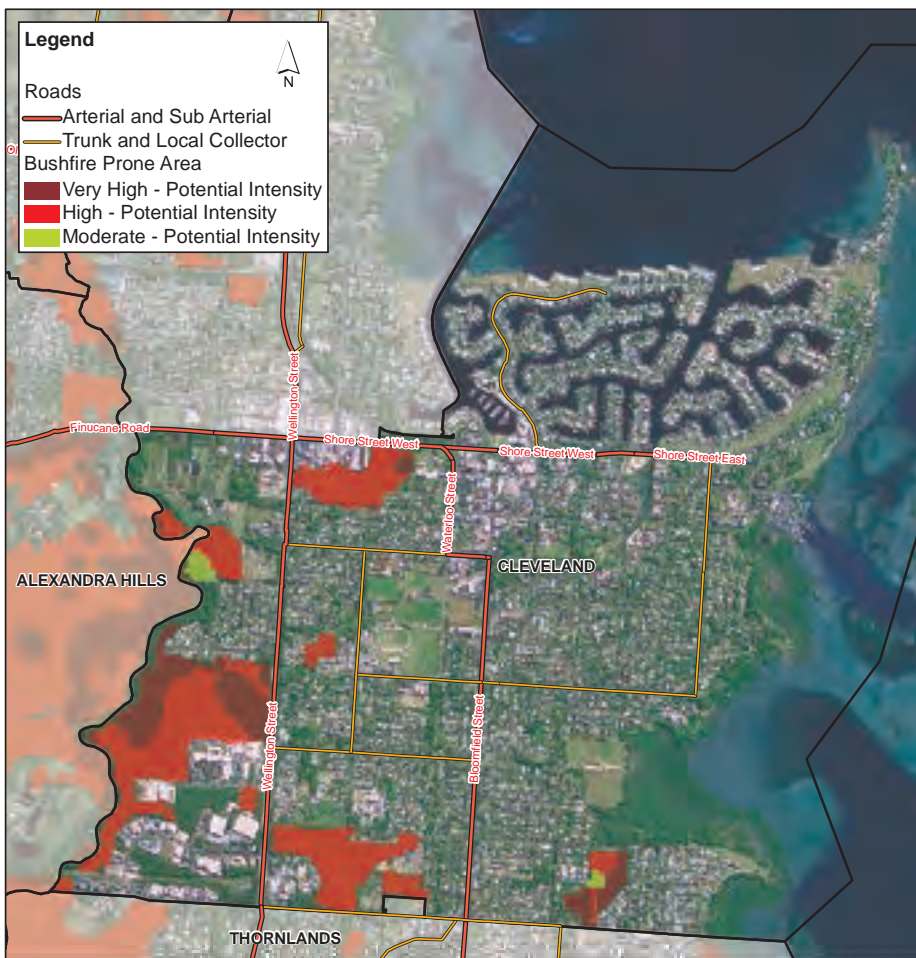 Legend
N
Roads
Arterial and Sub Arterial
Trunk and Local Collector
Bushfire Prone Area
Very High - Potential Intensity
High - Potential Intensity
Moderate - Potential Intensity
Wellington Street
Finucane Road
Shore Street West
Shore Street West
Shore Street East
Waterloo Street
ALEXANDRA HILLS
CLEVELAND
Wellington Street
Bloomfield Street
THORNLANDS